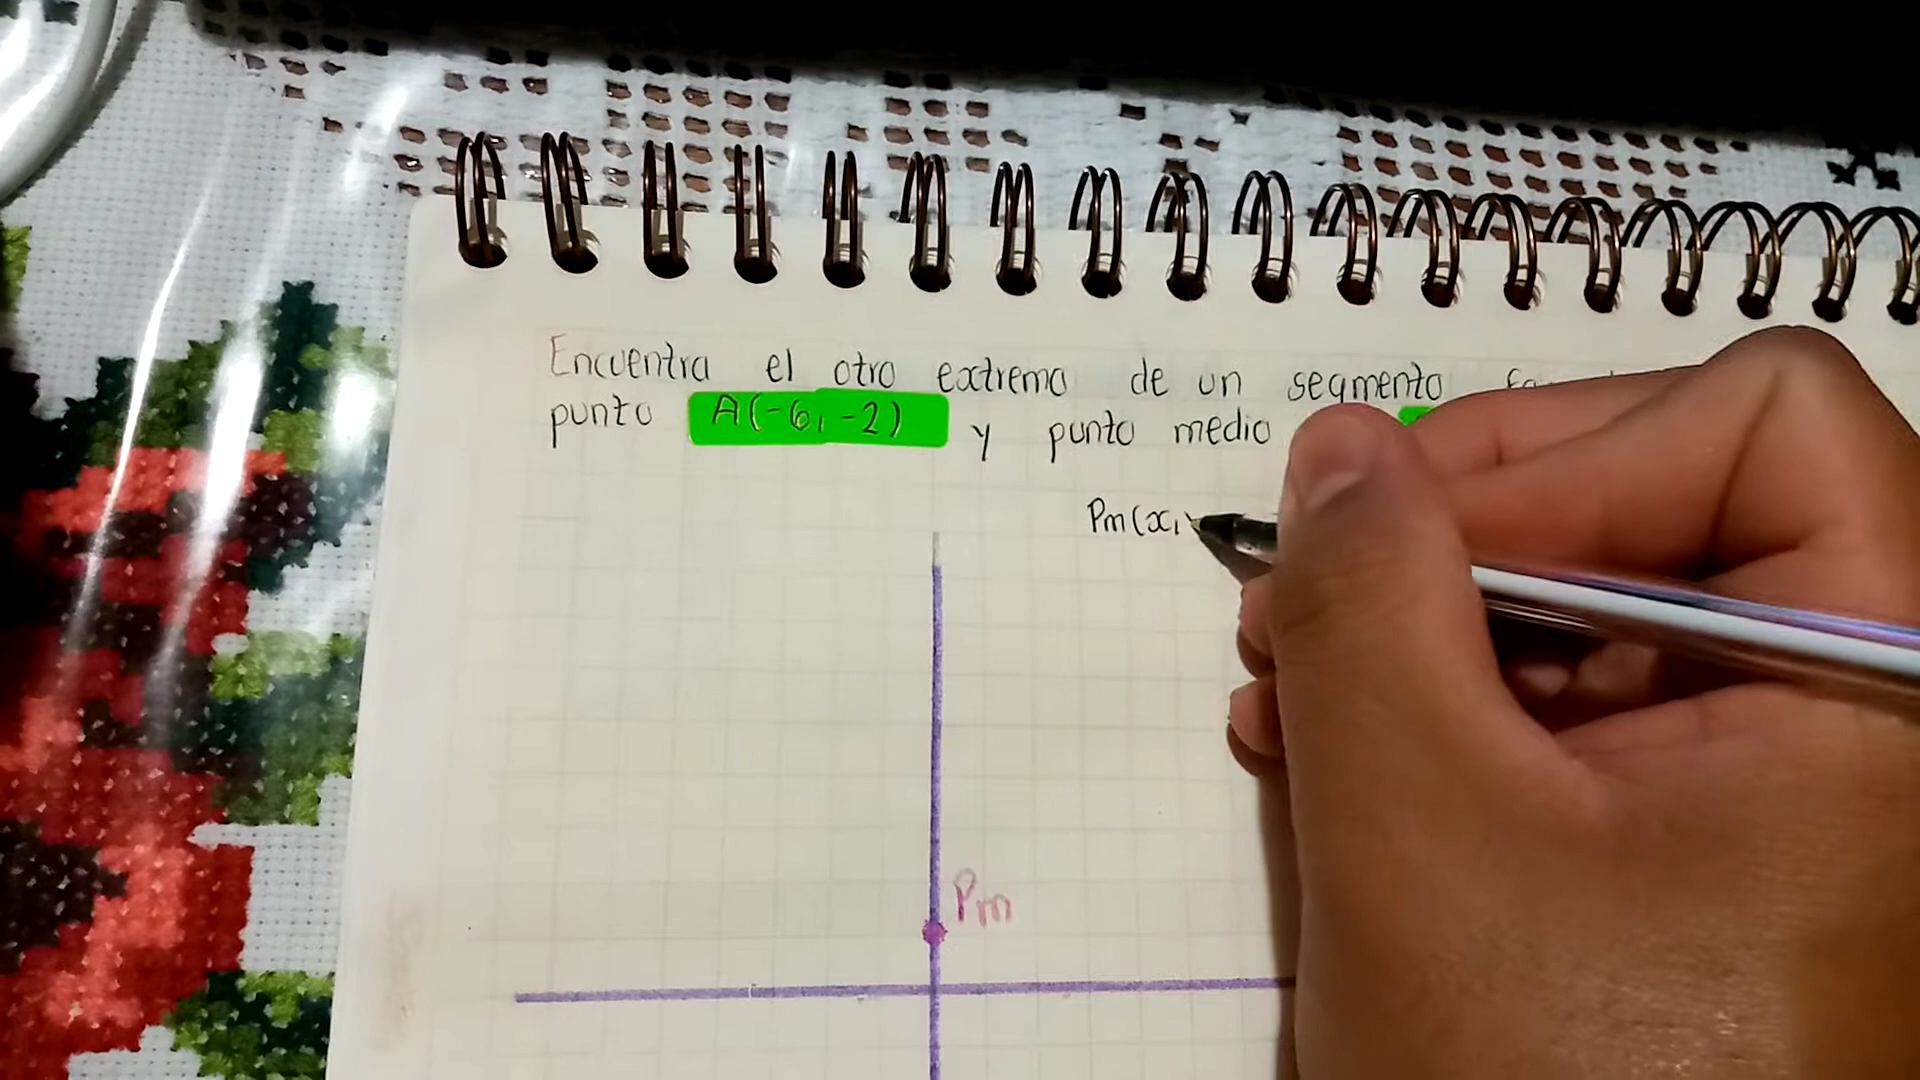 Encuentra el otro extremo de un segmento
punto A(-6, -2) y punto medio
Pm(x,
Pm